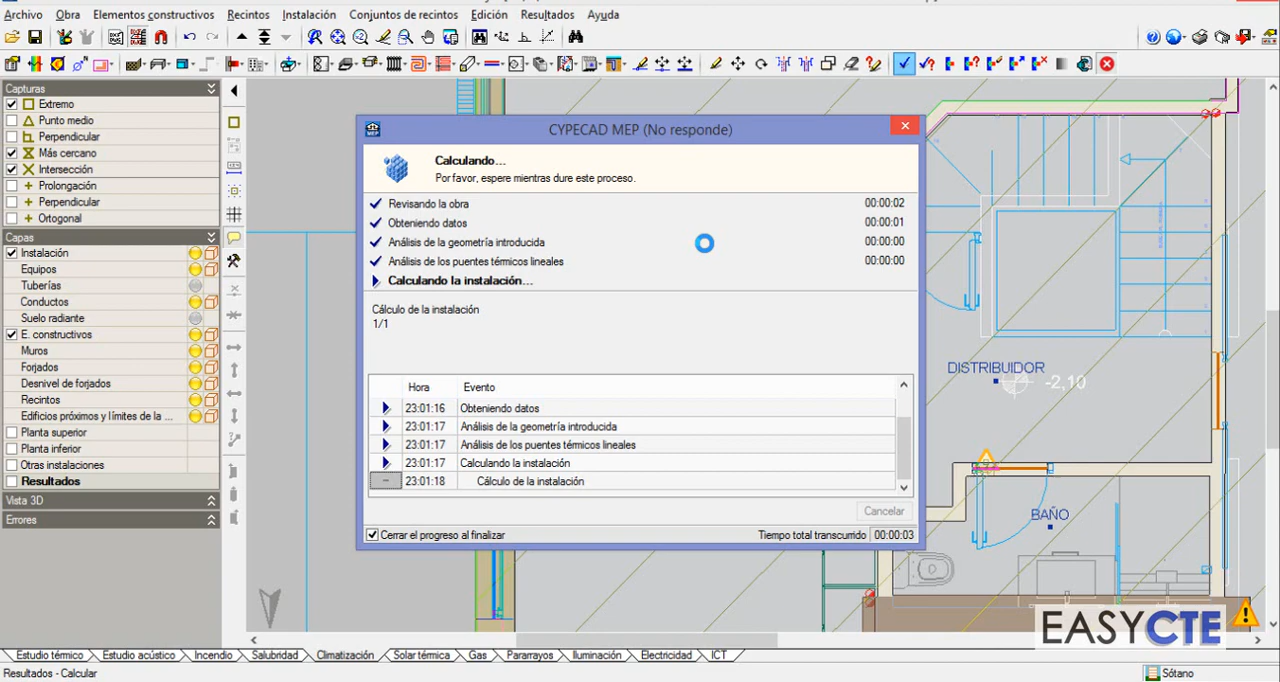 Archivo Obra Elementos constructivos Recintos Instalación Conjuntos de recintos Edición Resultados Ayuda
Capturas
Extremo
Punto medio
Perpendicular
Más cercano
Intersección
Prolongación
Perpendicular
Ortogonal
Capas
Instalación
Equipos
Tuberías
Conductos
Suelo radiante
E. constructivos
Muros
Forjados
Desnivel de forjados
Recintos
Edificios próximos y límites de la ...
Planta superior
Planta inferior
Otras instalaciones
Resultados
Vista 3D
Errores
CYPECAD MEP (No responde)
MEP
Calculando...
Por favor, espere mientras dure este proceso.
Revisando la obra 00:00:02
Obteniendo datos 00:00:01
Análisis de la geometría introducida 00:00:00
Análisis de los puentes térmicos lineales 00:00:00
Calculando la instalación...
Cálculo de la instalación
1/1
Hora Evento
23:01:16 Obteniendo datos
23:01:17 Análisis de la geometría introducida
23:01:17 Análisis de los puentes térmicos lineales
23:01:17 Calculando la instalación
23:01:18 Cálculo de la instalación
Cancelar
Cerrar el progreso al finalizar Tiempo total transcurrido 00:00:03
DISTRIBUIDOR
-2,10
BAÑO
EASYCTE
Estudio térmico Estudio acústico Incendio Salubridad Climatización Solar térmica Gas Pararrayos Iluminación Electricidad ICT
Resultados - Calcular Sótano